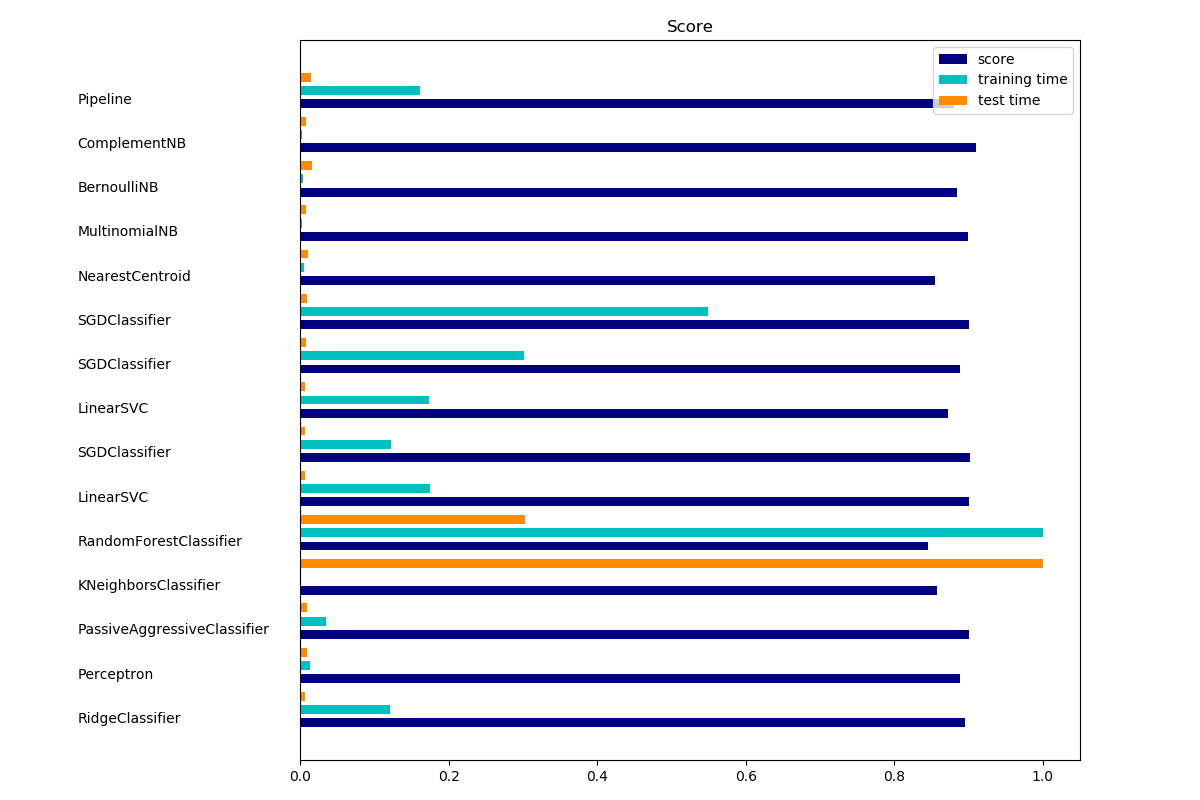 Score
score
training time
test time
Pipeline
ComplementNB
BernoulliNB
MultinomialNB
NearestCentroid
SGDClassifier
SGDClassifier
LinearSVC
SGDClassifier
LinearSVC
RandomForestClassifier
KNeighborsClassifier
PassiveAggressiveClassifier
Perceptron
RidgeClassifier
0.0 0.2 0.4 0.6 0.8 1.0